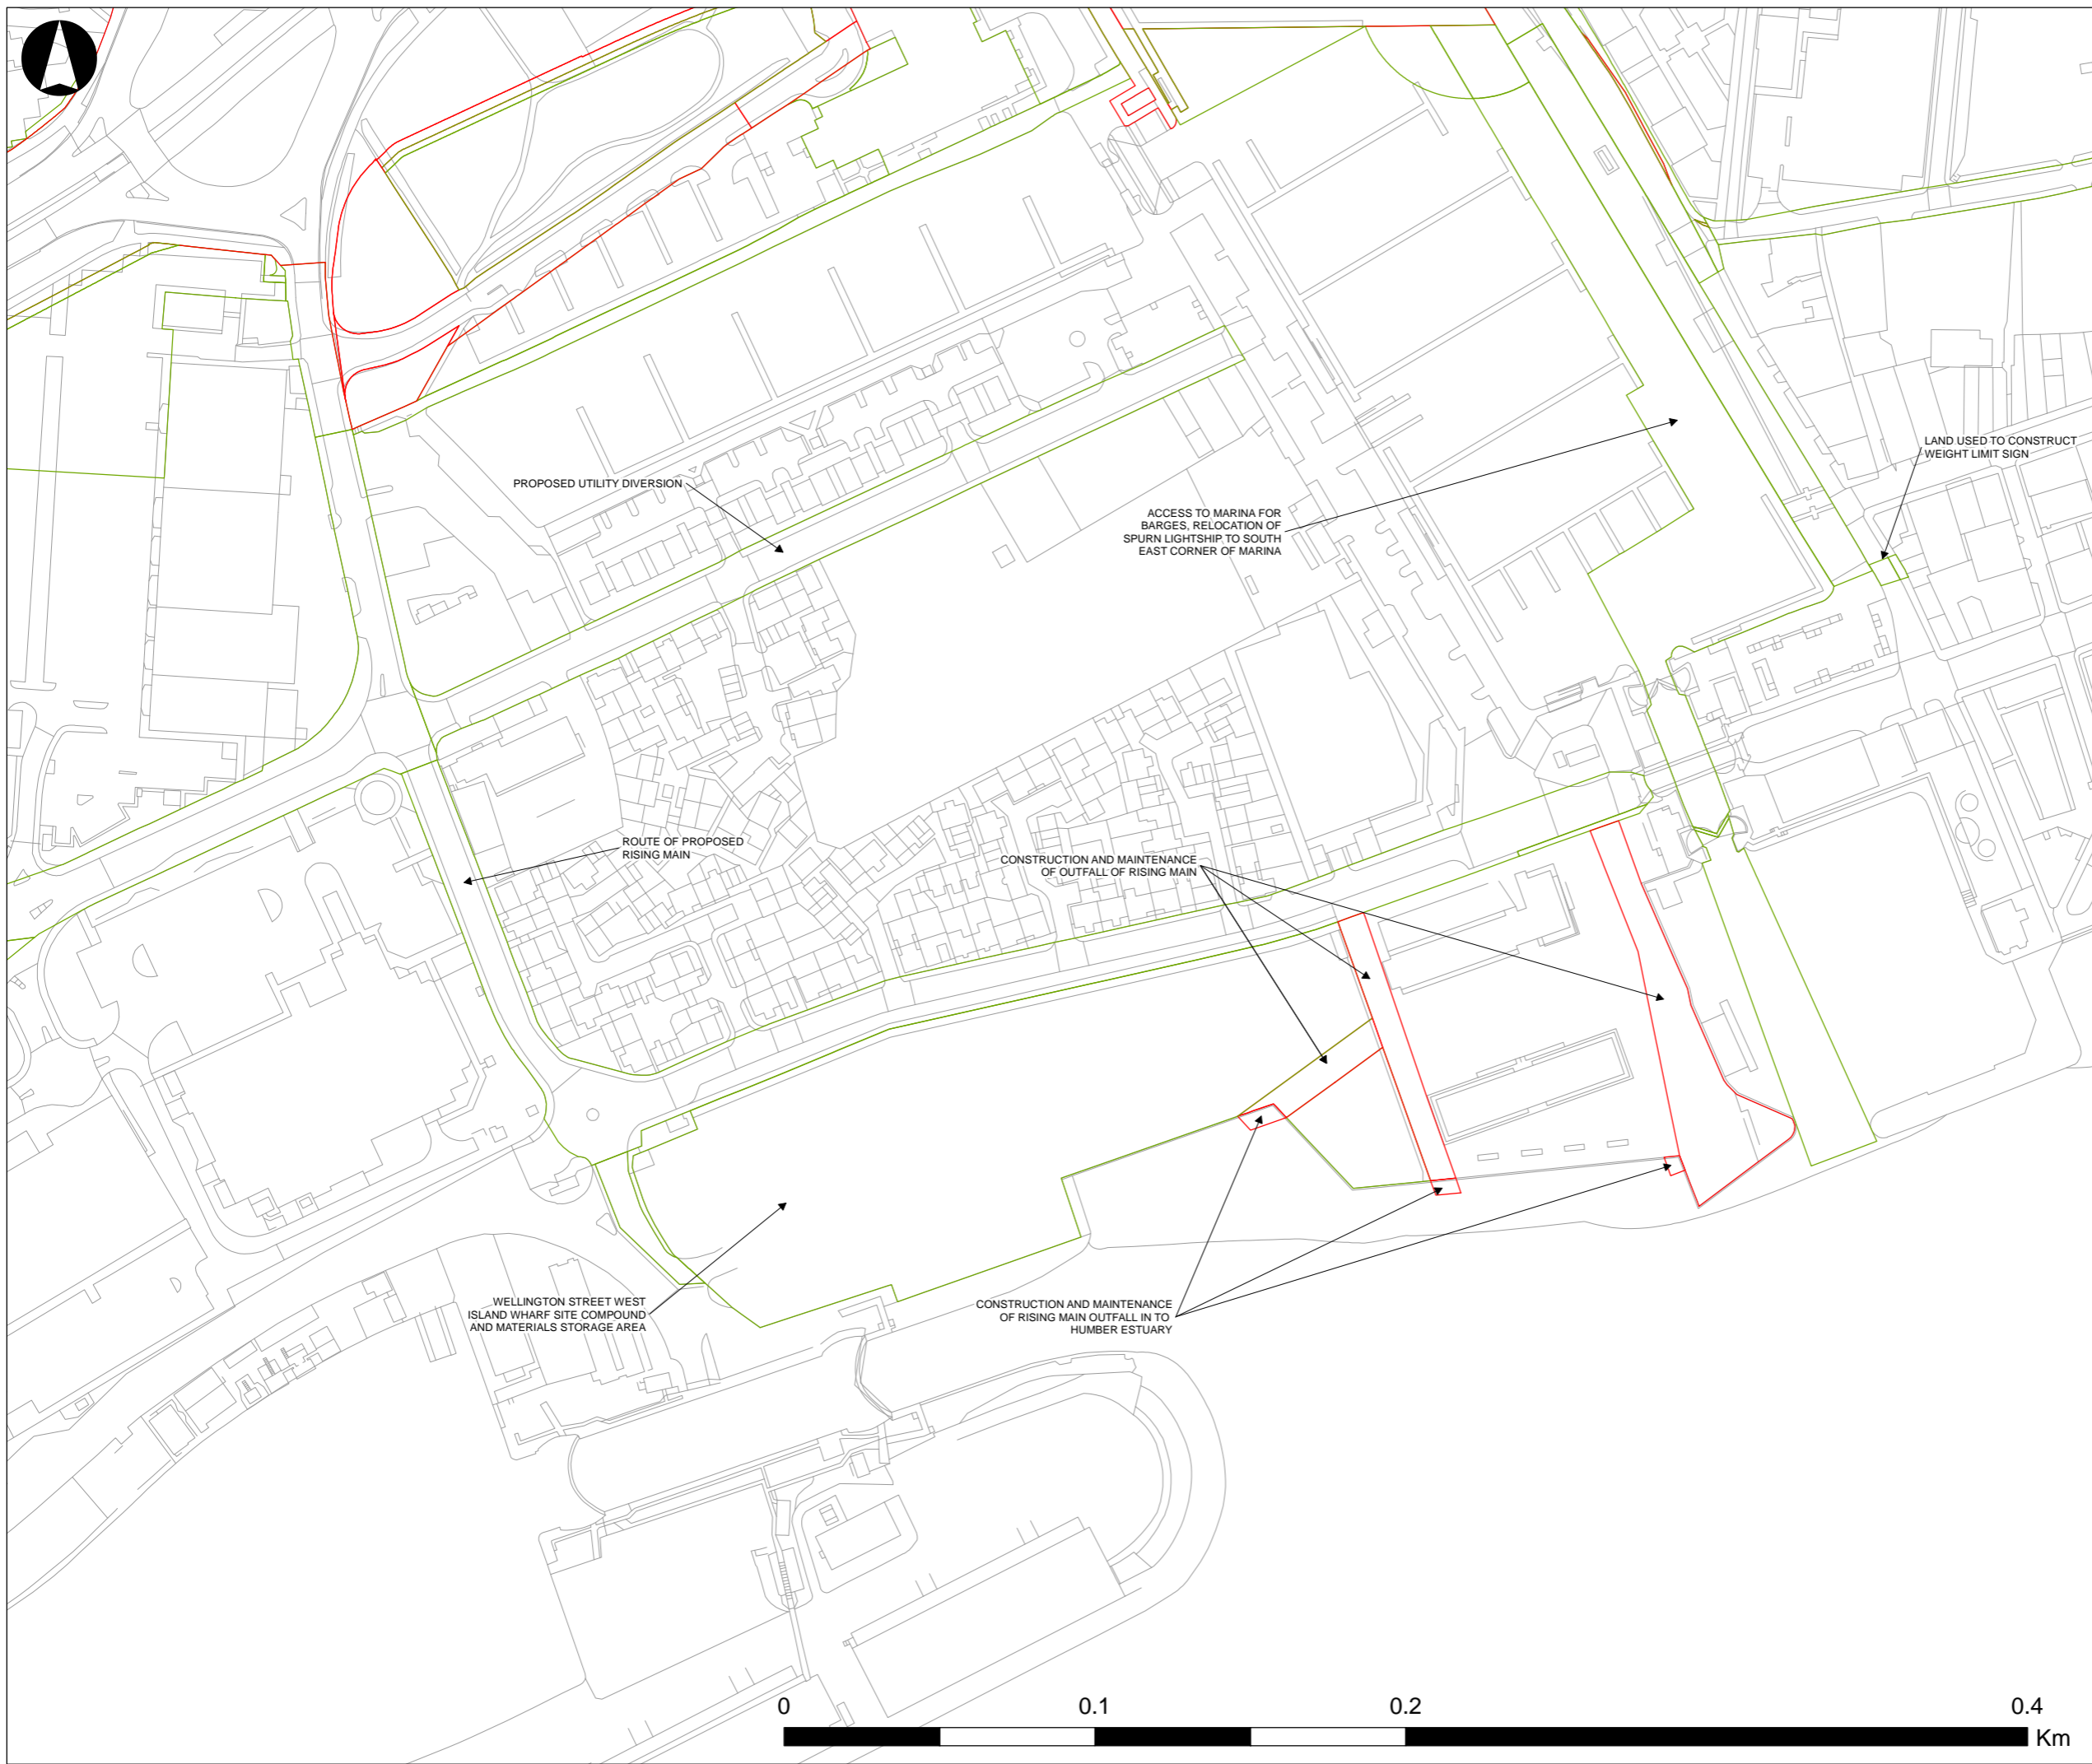 LAND USED TO CONSTRUCT
WEIGHT LIMIT SIGN
PROPOSED UTILITY DIVERSION
ACCESS TO MARINA FOR
BARGES, RELOCATION OF
SPURN LIGHTSHIP TO SOUTH
EAST CORNER OF MARINA
ROUTE OF PROPOSED
RISING MAIN
CONSTRUCTION AND MAINTENANCE
OF OUTFALL OF RISING MAIN
WELLINGTON STREET WEST
ISLAND WHARF SITE COMPOUND
AND MATERIALS STORAGE AREA
CONSTRUCTION AND MAINTENANCE
OF RISING MAIN OUTFALL IN TO
HUMBER ESTUARY
0 0.1 0.2 0.4
Km